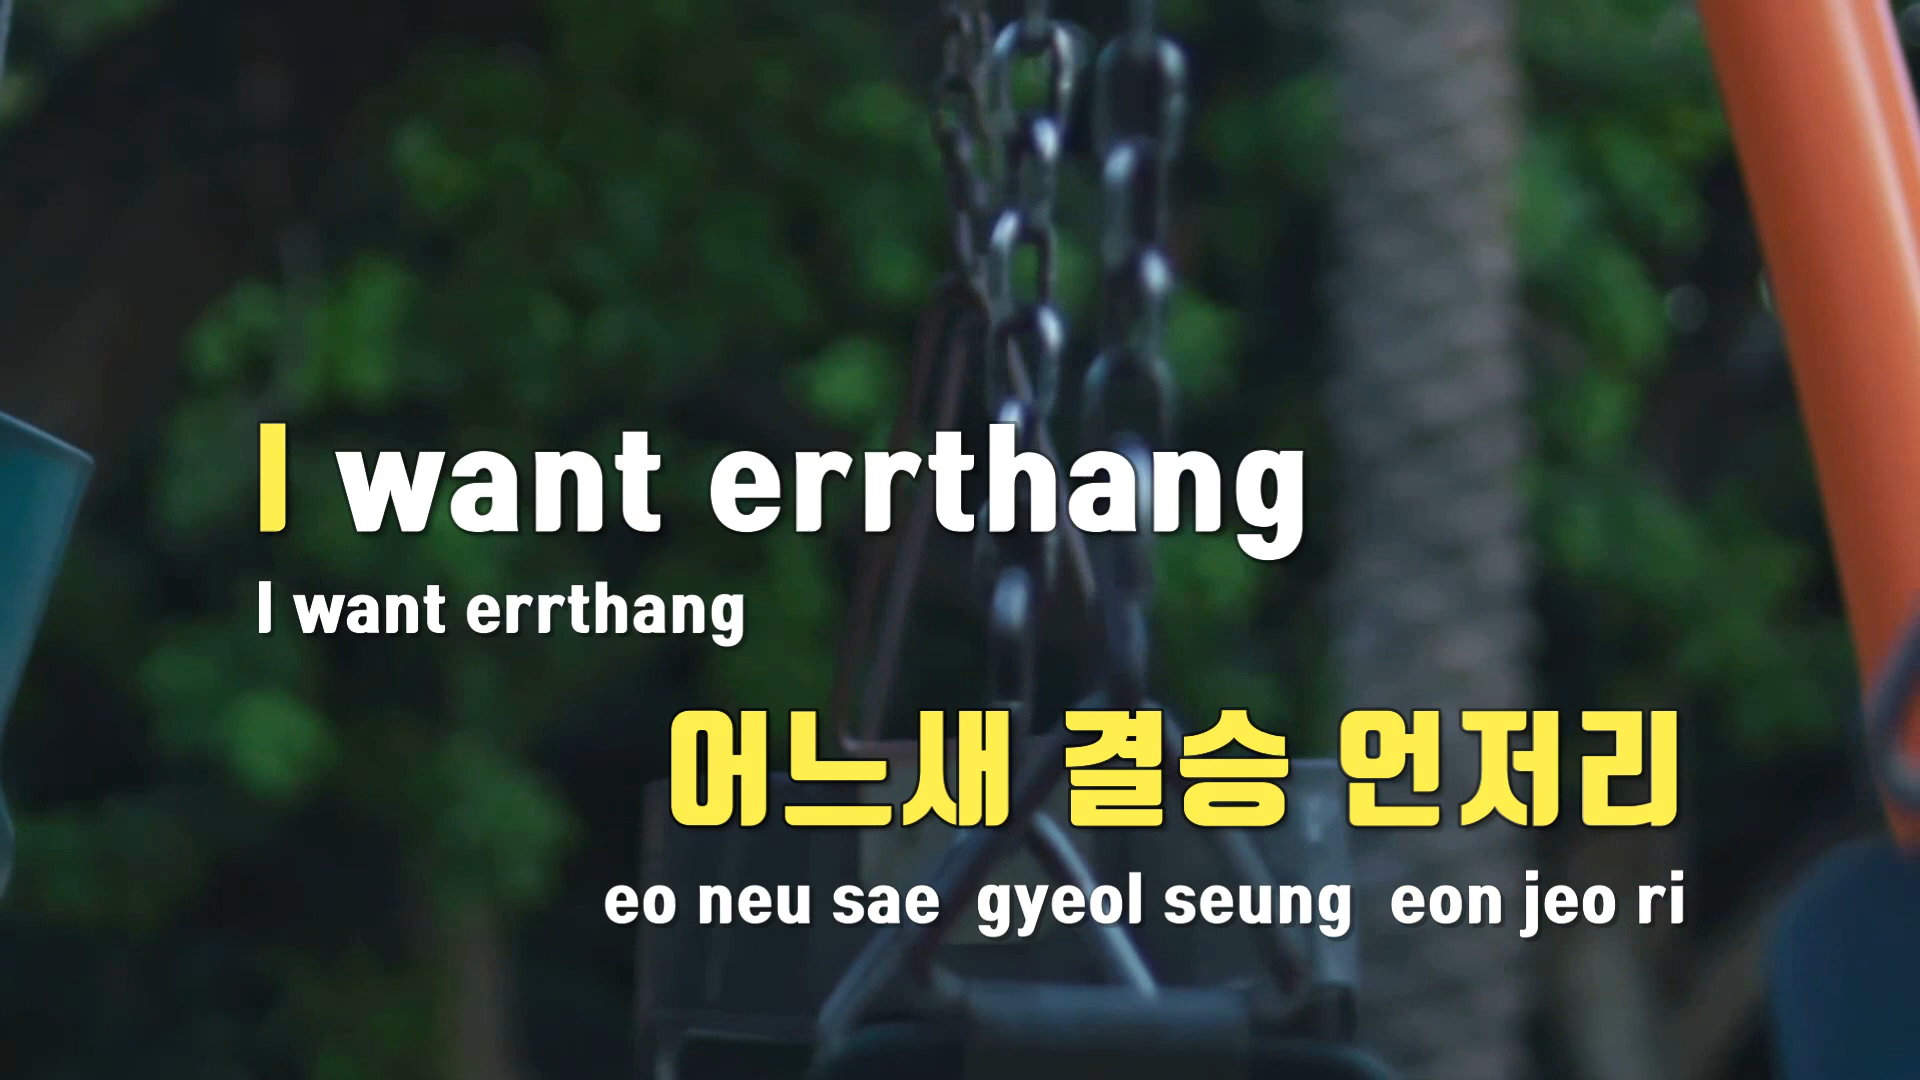 I want errthang
I want errthang
어느새 결승 언저리
eo neu sae  gyeol seung  eon jeo ri